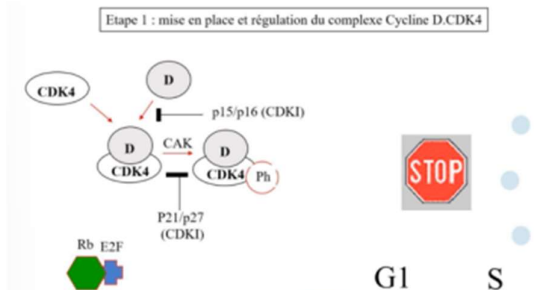 Etape 1 : mise en place et régulation du complexe Cycline D.CDK4
D
CDK4
p15/p16 (CDKI)
D
CAK
D
CDK4
CDK4
Ph
P21/p27
(CDKI)
Rb E2F
STOP
G1 S